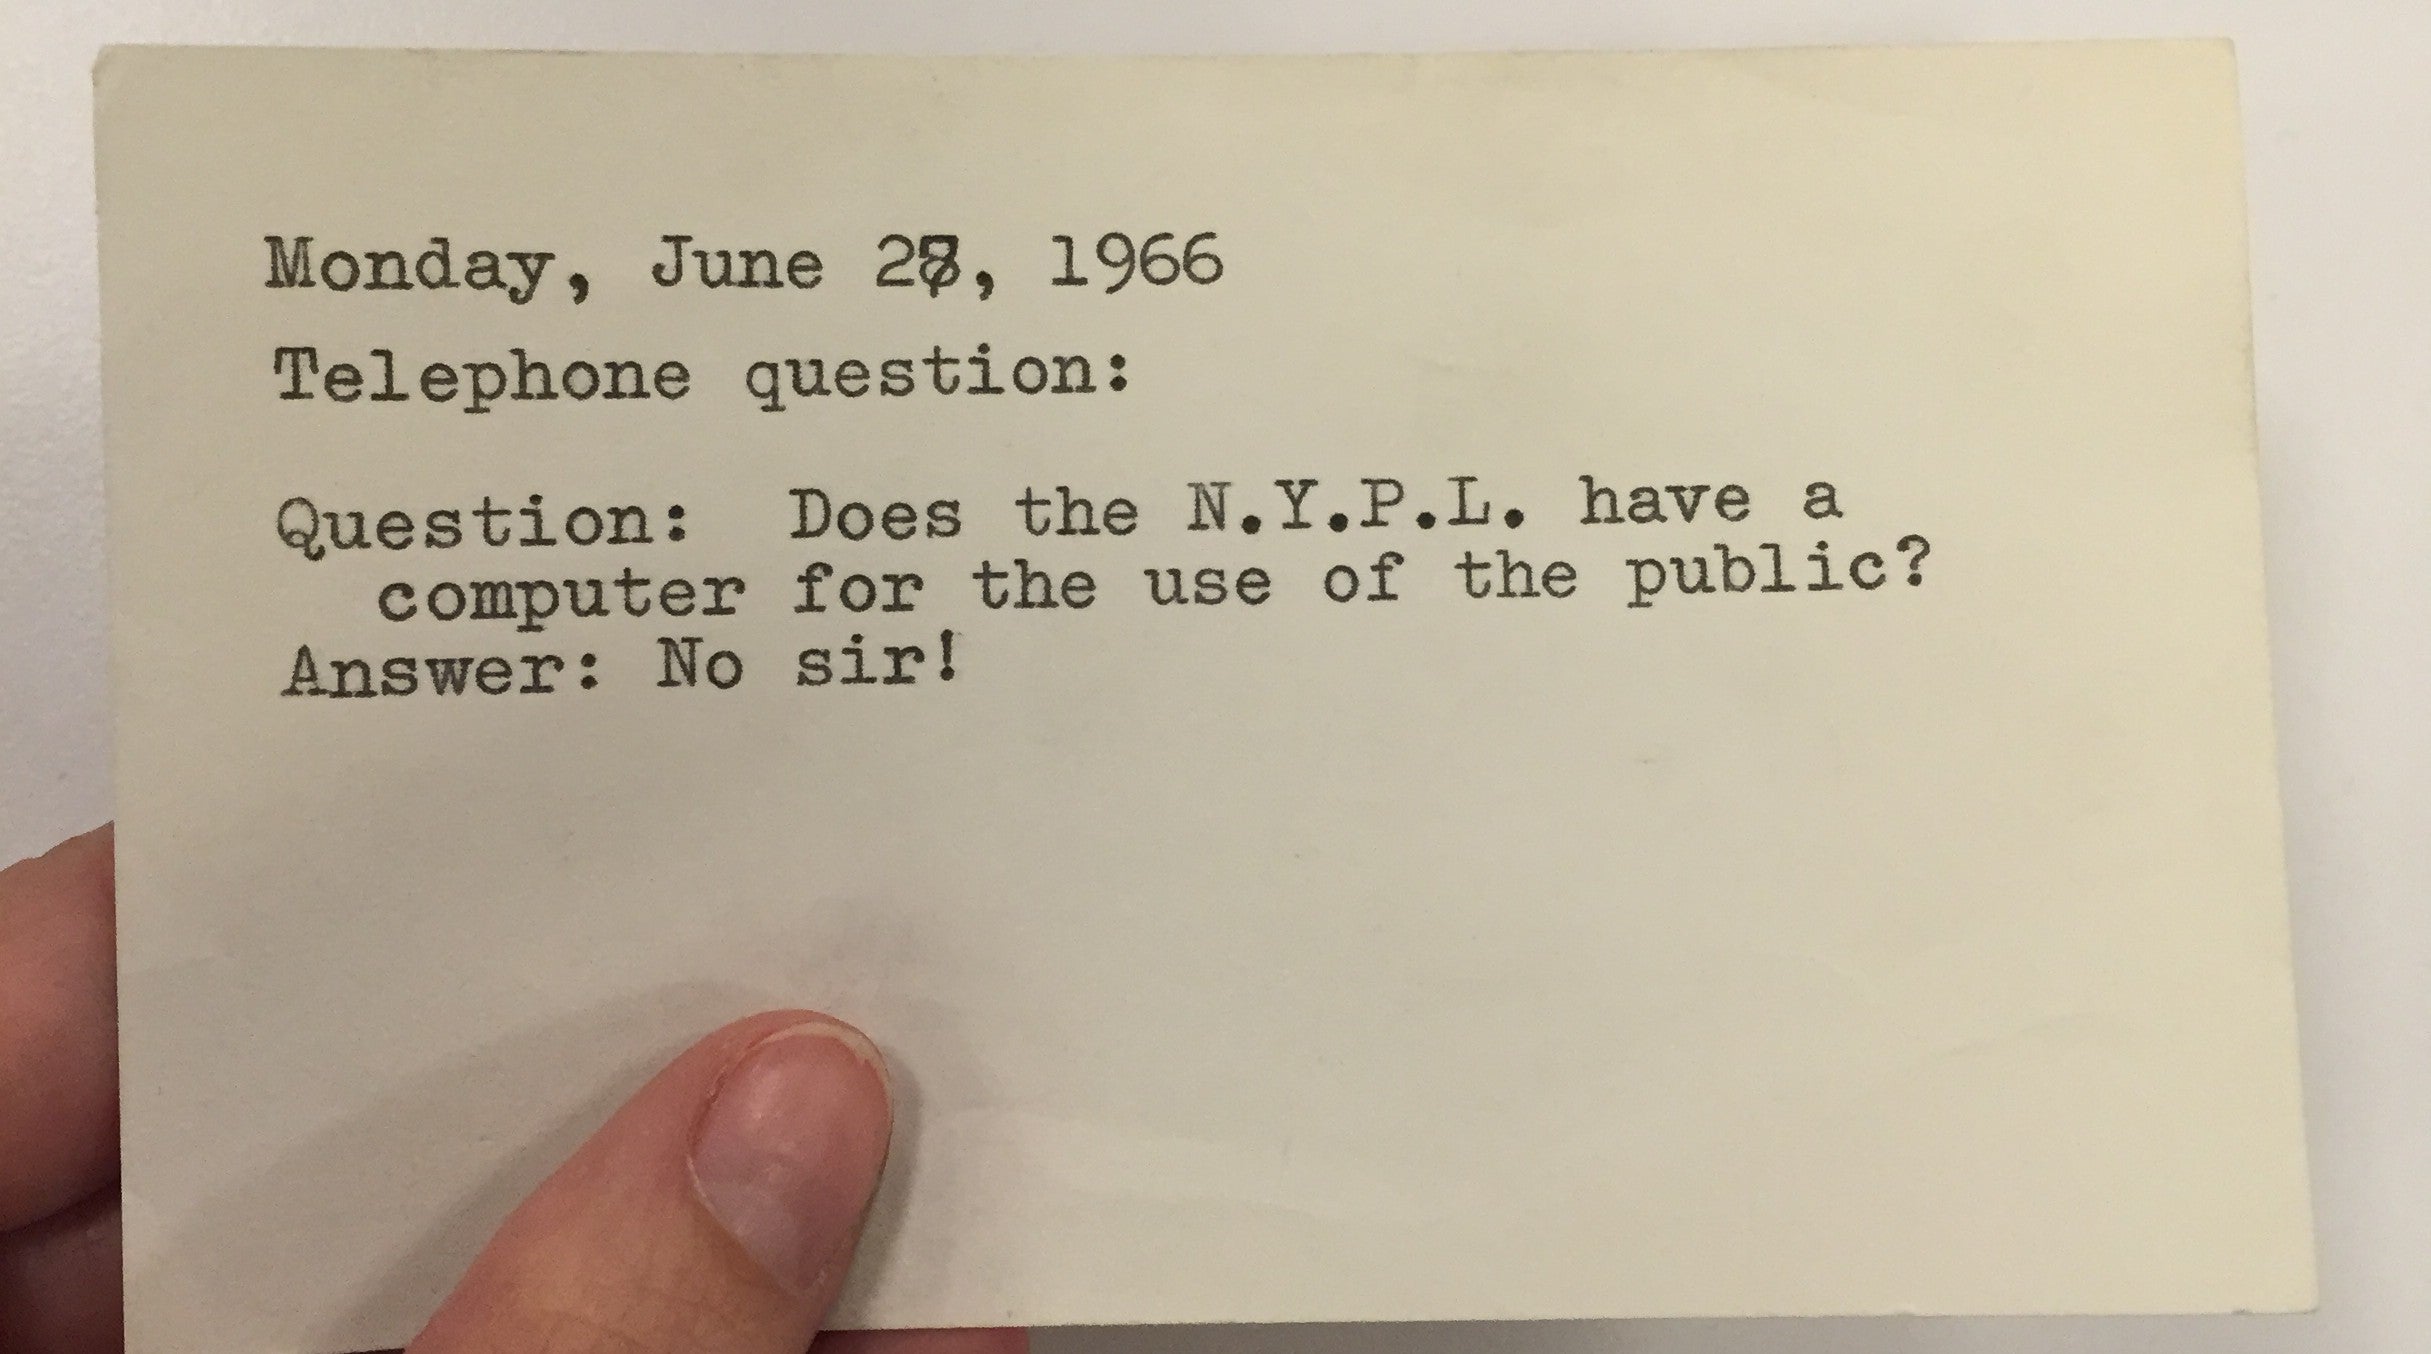 Monday, June 27, 1966
Telephone question:
Question: Does the N.Y.P.L. have a
computer for the use of the public?
Answer: No sir!